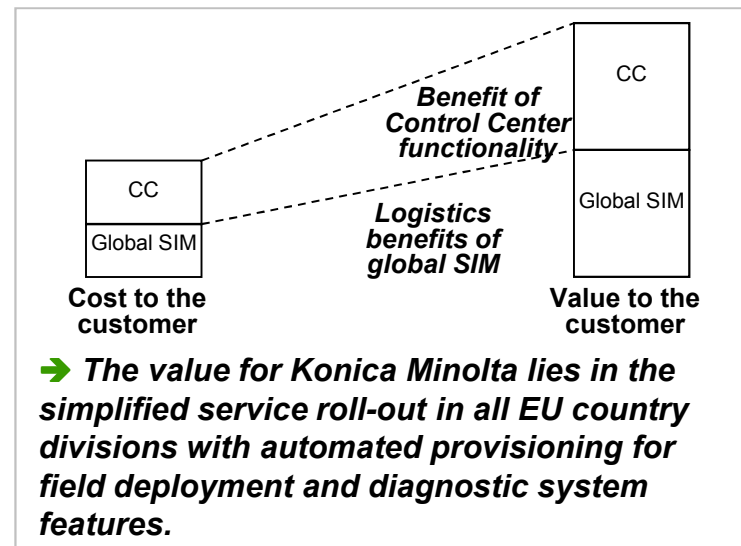 CC
Benefit of
Control Center
functionality
CC
Global SIM
Logistics
benefits of
global SIM
Global SIM
Cost to the
customer
Value to the
customer
➔ The value for Konica Minolta lies in the
simplified service roll-out in all EU country
divisions with automated provisioning for
field deployment and diagnostic system
features.